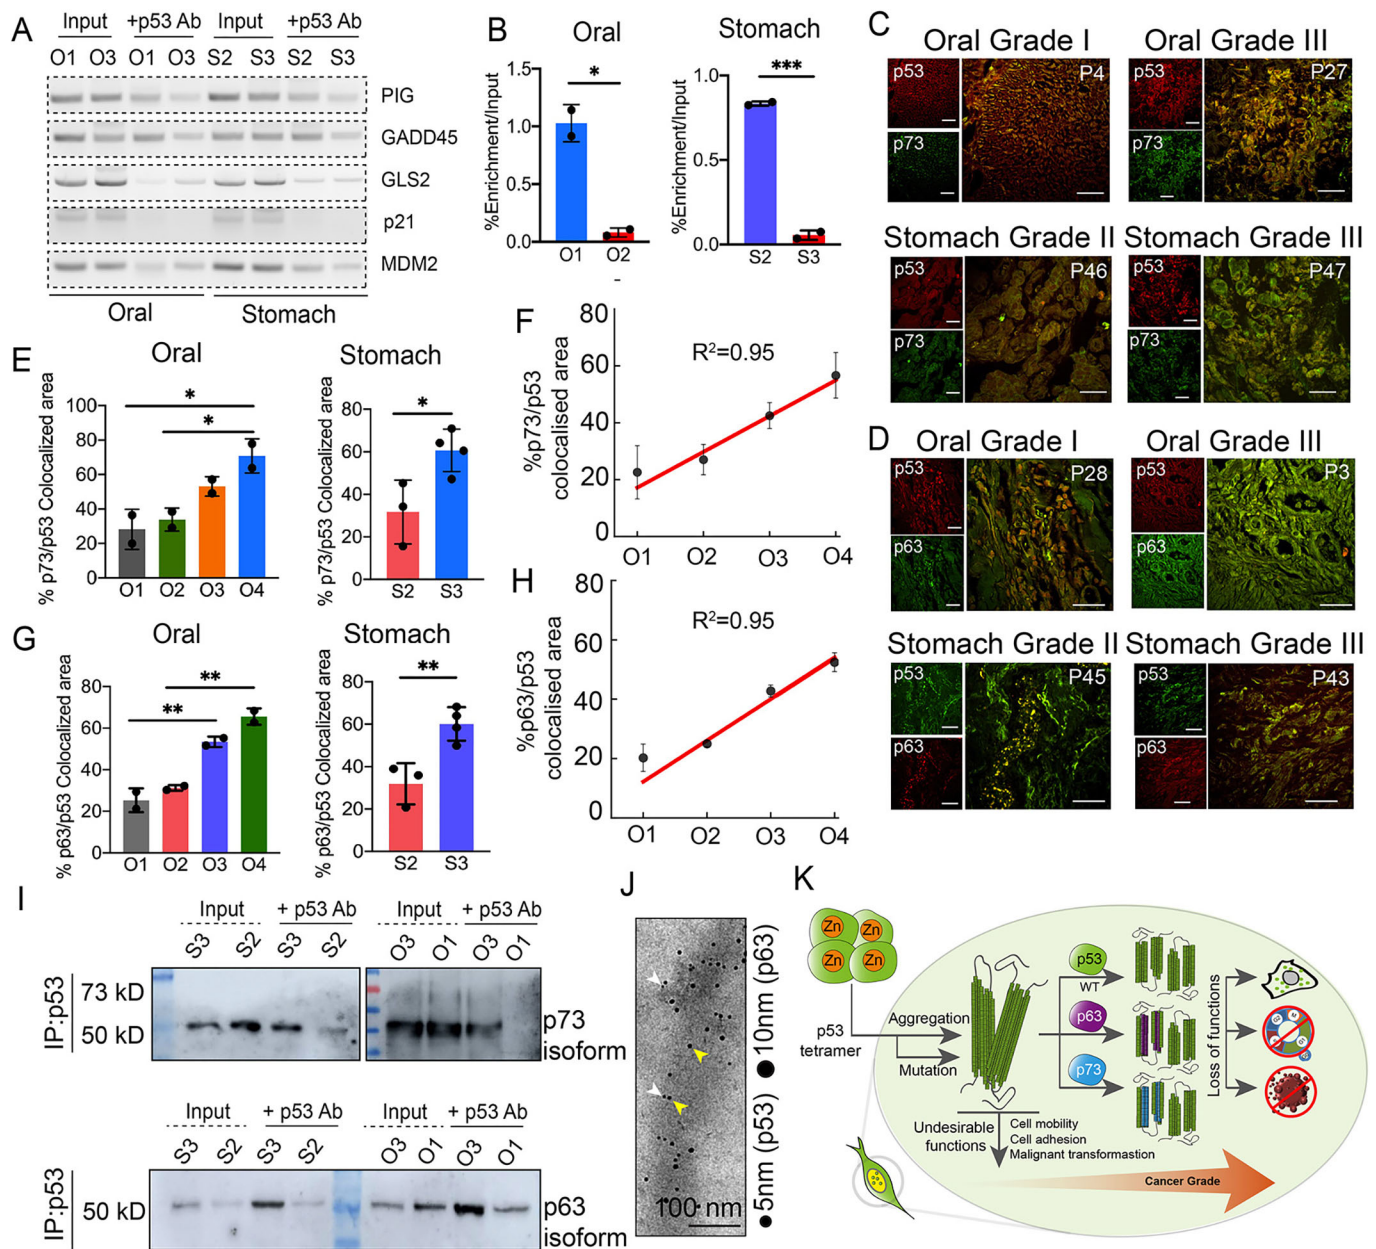 A
Input +p53 Ab Input +p53 Ab
O1 O3 O1 O3 S2 S3 S2 S3
PIG
GADD45
GLS2
p21
MDM2
Oral Stomach
B
Oral
%Enrichment/Input
1.5
1.0
0.5
0.0
*
O1 O2
Stomach
%Enrichment/Input
1.0
0.5
0.0
***
S2 S3
C
Oral Grade I Oral Grade III
p53 P4 p53 P27
p73 p73
Stomach Grade II Stomach Grade III
p53 P46 p53 P47
p73 p73
D
Oral Grade I Oral Grade III
p53 P28 p53 P3
p63 p63
Stomach Grade II Stomach Grade III
p53 P45 p53 P43
p63 p63
E
Oral
% p73/p53 Colocalized area
100
80
60
40
20
0
*
*
O1 O2 O3 O4
Stomach
% p73/p53 Colocalized area
80
60
40
20
0
*
S2 S3
F
%p73/p53
colocalised area
80
60
40
20
0
R²=0.95
O1 O2 O3 O4
G
Oral
% p63/p53 Colocalized area
80
60
40
20
0
**
**
O1 O2 O3 O4
Stomach
% p63/p53 Colocalized area
80
60
40
20
0
**
S2 S3
H
%p63/p53
colocalised area
80
60
40
20
0
R²=0.95
O1 O2 O3 O4
I
Input + p53 Ab Input + p53 Ab
S3 S2 S3 S2 O3 O1 O3 O1
IP:p53
73 kD
50 kD
p73
isoform
Input + p53 Ab Input + p53 Ab
S3 S2 S3 S2 O3 O1 O3 O1
IP:p53
50 kD
p63
isoform
J
100 nm
5nm (p53) 10nm (p63)
K
Zn Zn
Zn Zn
p53
tetramer
Aggregation
Mutation
p53
WT
p63
p73
Loss of functions
Undesirable
functions
Cell mobility
Cell adhesion
Malignant transformastion
Cancer Grade